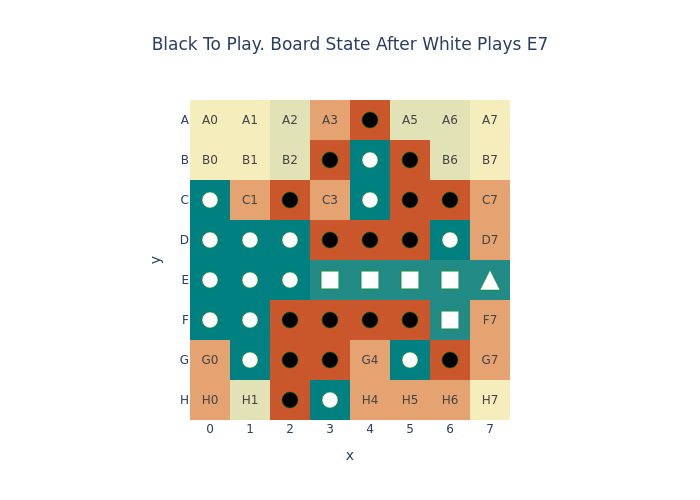 Black To Play. Board State After White Plays E7
A A0 A1 A2 A3 A5 A6 A7
B B0 B1 B2 B6 B7
C C1 C3 C7
D D7
E
F F7
G G0 G4 G7
H H0 H1 H4 H5 H6 H7
0 1 2 3 4 5 6 7
x
y